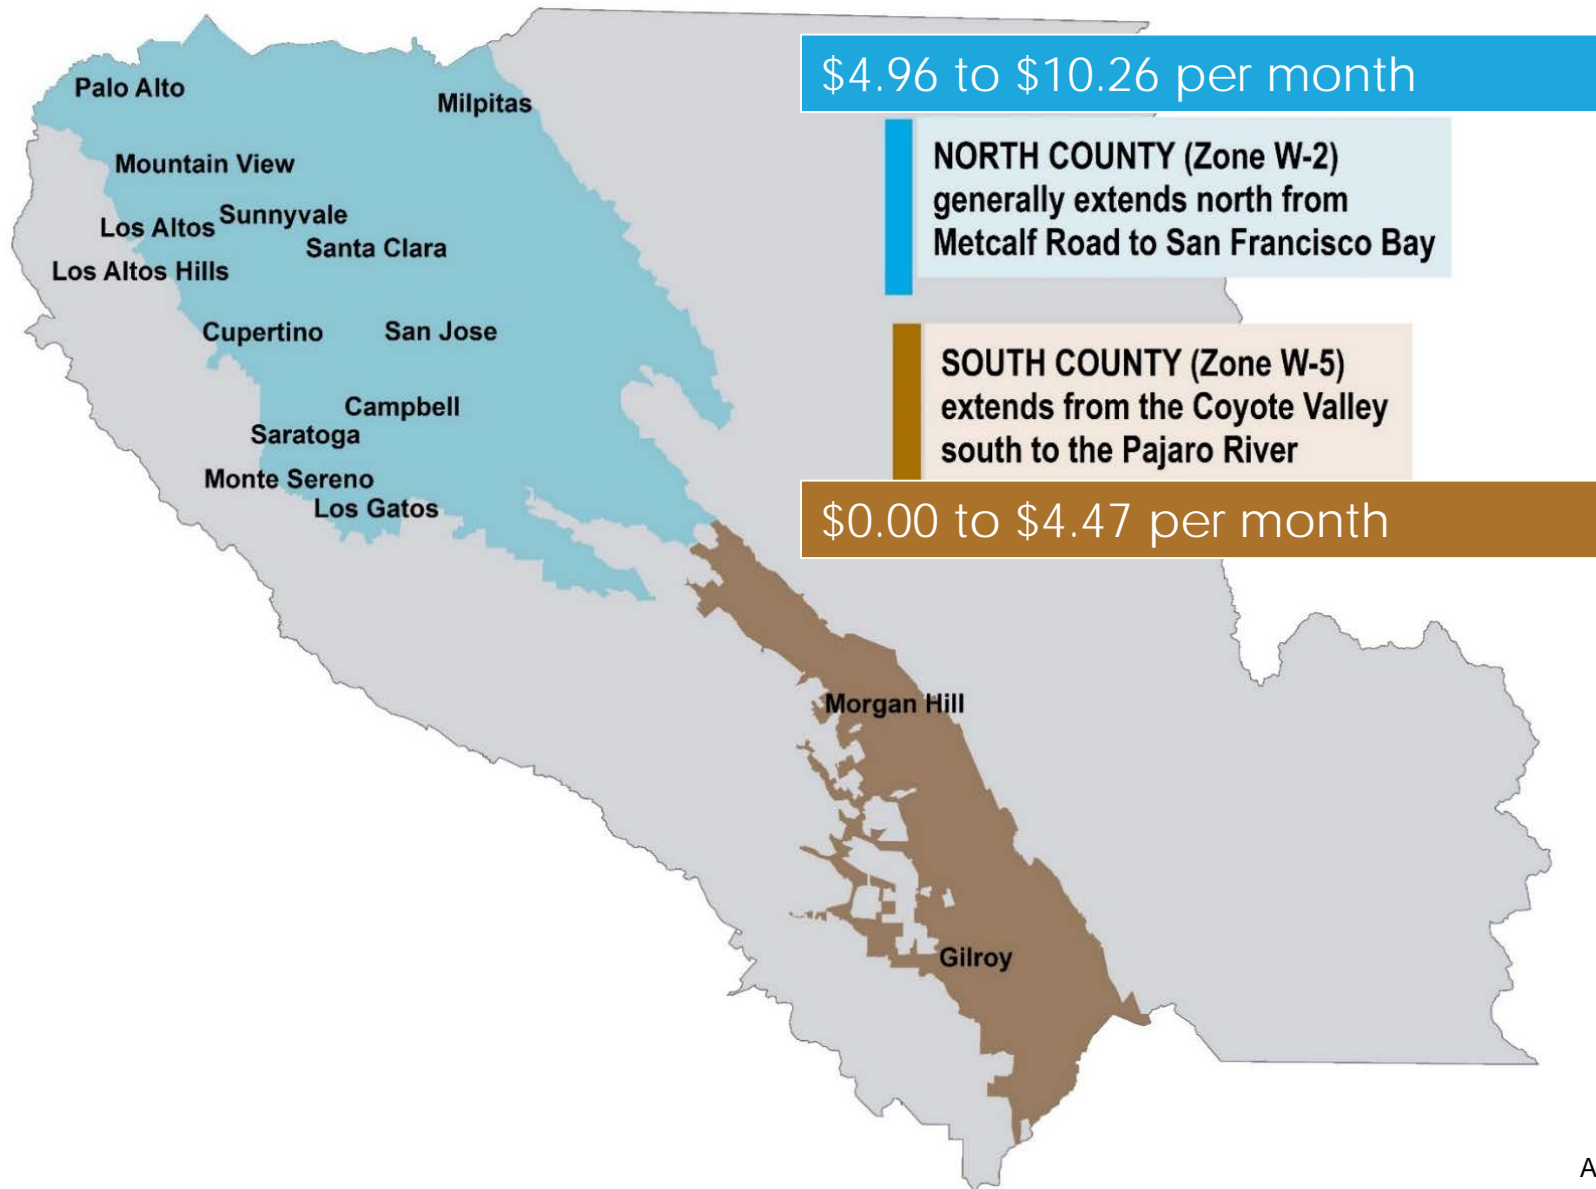 $4.96 to $10.26 per month
NORTH COUNTY (Zone W-2)
generally extends north from
Metcalf Road to San Francisco Bay
SOUTH COUNTY (Zone W-5)
extends from the Coyote Valley
south to the Pajaro River
$0.00 to $4.47 per month
Palo Alto
Milpitas
Mountain View
Sunnyvale
Los Altos
Santa Clara
Los Altos Hills
Cupertino
San Jose
Campbell
Saratoga
Monte Sereno
Los Gatos
Morgan Hill
Gilroy
A